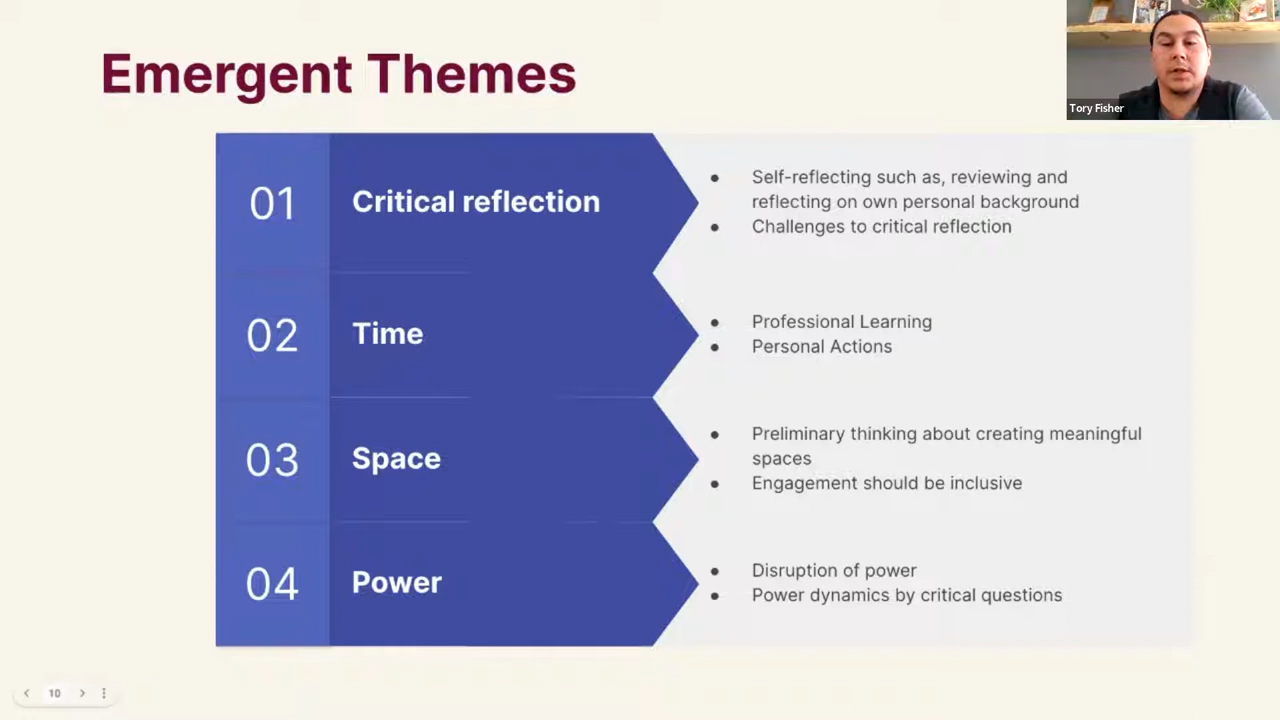 Emergent Themes
Tory Fisher
01
Critical reflection
• Self-reflecting such as, reviewing and
reflecting on own personal background
• Challenges to critical reflection
02
Time
• Professional Learning
• Personal Actions
03
Space
• Preliminary thinking about creating meaningful
spaces
• Engagement should be inclusive
04
Power
• Disruption of power
• Power dynamics by critical questions
10